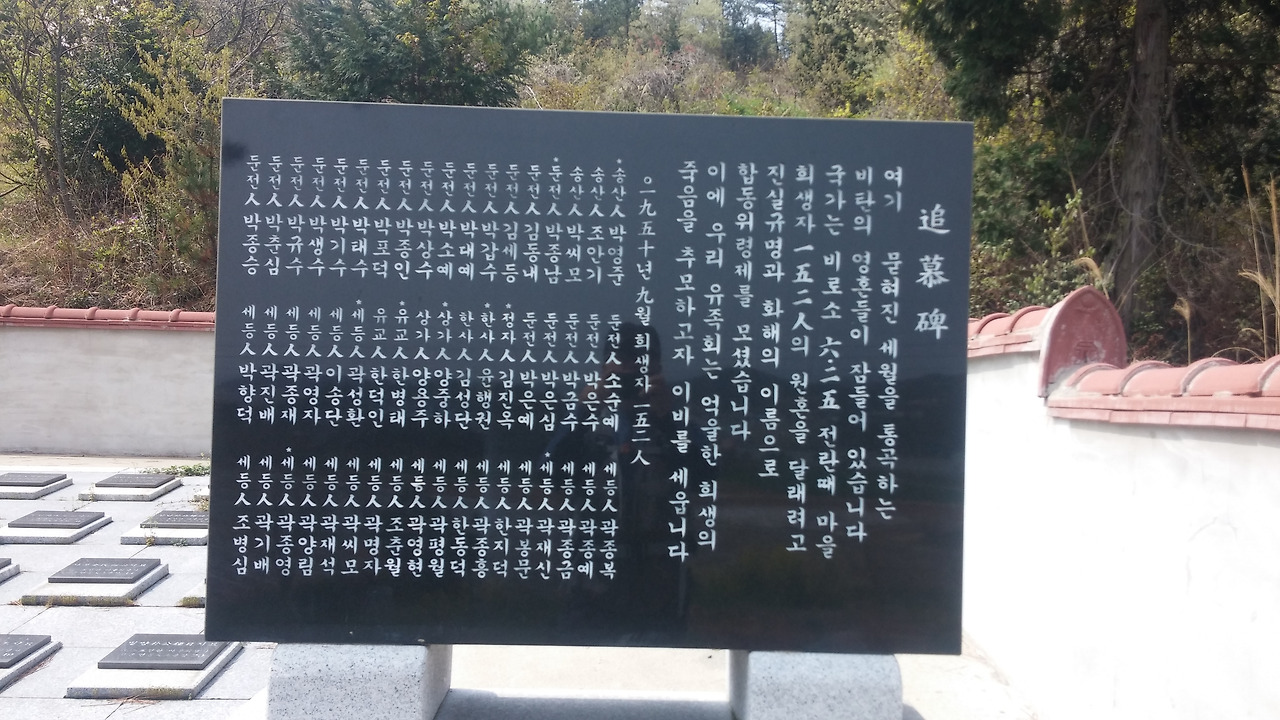 追慕碑
여기 묻혀진 세월을 통곡하는
비탄의 영혼들이 잠들어 있습니다
국가는 비로소 六·二五 전란때 마을
희생자 一五二人의 원혼을 달래려고
진실규명과 화해의 이름으로
합동위령제를 모셨습니다
이에 우리 유족회는 억울한 희생의
죽음을 추모하고자 이비를 세웁니다
○一九五十년九월 희생자 一五二人
*송산人 박영준
송산人 조안기
송산人 박씨모
*둔전人 박종남
둔전人 김동내
둔전人 김세등
둔전人 박갑수
둔전人 박대예
둔전人 박소예
둔전人 박상수
둔전人 박종인
둔전人 박포덕
둔전人 박태수
둔전人 박기수
둔전人 박생수
둔전人 박규수
둔전人 박축심
둔전人 박종승
둔전人 소순예
둔전人 박은수
둔전人 박금수
둔전人 박은심
둔전人 박은예
*정자人 김진옥
*한사人 윤행원
한사人 김성단
*상가人 양중하
상가人 양용주
*유교人 한병태
유교人 한덕인
*세등人 곽성환
세등人 이송단
세등人 곽영자
세등人 곽종재
세등人 곽진배
세등人 박항덕
세등人 곽종복
세등人 곽종예
세등人 곽종금
*세등人 곽재신
세등人 곽봉문
세등人 한지덕
세등人 곽종흥
세등人 한동덕
세등人 곽평월
세등人 곽영현
세등人 조춘월
세등人 곽명자
세등人 곽씨모
세등人 곽재석
세등人 곽양림
*세등人 곽종영
세등人 곽기배
세등人 조병심